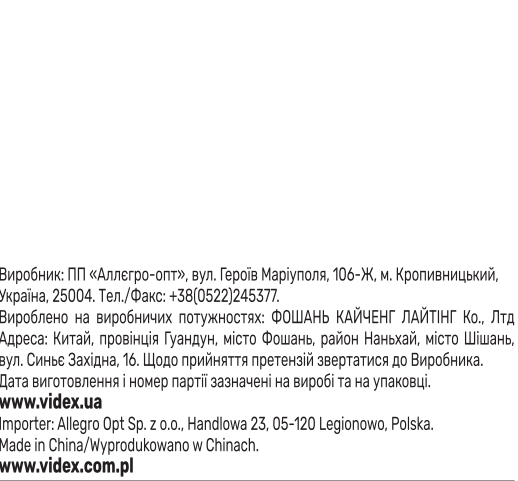 Виробник: ПП «Аллєгро-опт», вул. Героїв Маріуполя, 106-Ж, м. Кропивницький,
Україна, 25004. Тел./Факс: +38(0522)245377.
Вироблено на виробничих потужностях: ФОШАНЬ КАЙЧЕНГ ЛАЙТІНГ Ко., Лтд
Адреса: Китай, провінція Гуандун, місто Фошань, район Наньхай, місто Шішань,
вул. Синьє Західна, 16. Щодо прийняття претензій звертатися до Виробника.
Дата виготовлення і номер партії зазначені на виробі та на упаковці.
www.videx.ua
Importer: Allegro Opt Sp. z o.o., Handlowa 23, 05-120 Legionowo, Polska.
Made in China/Wyprodukowano w Chinach.
www.videx.com.pl